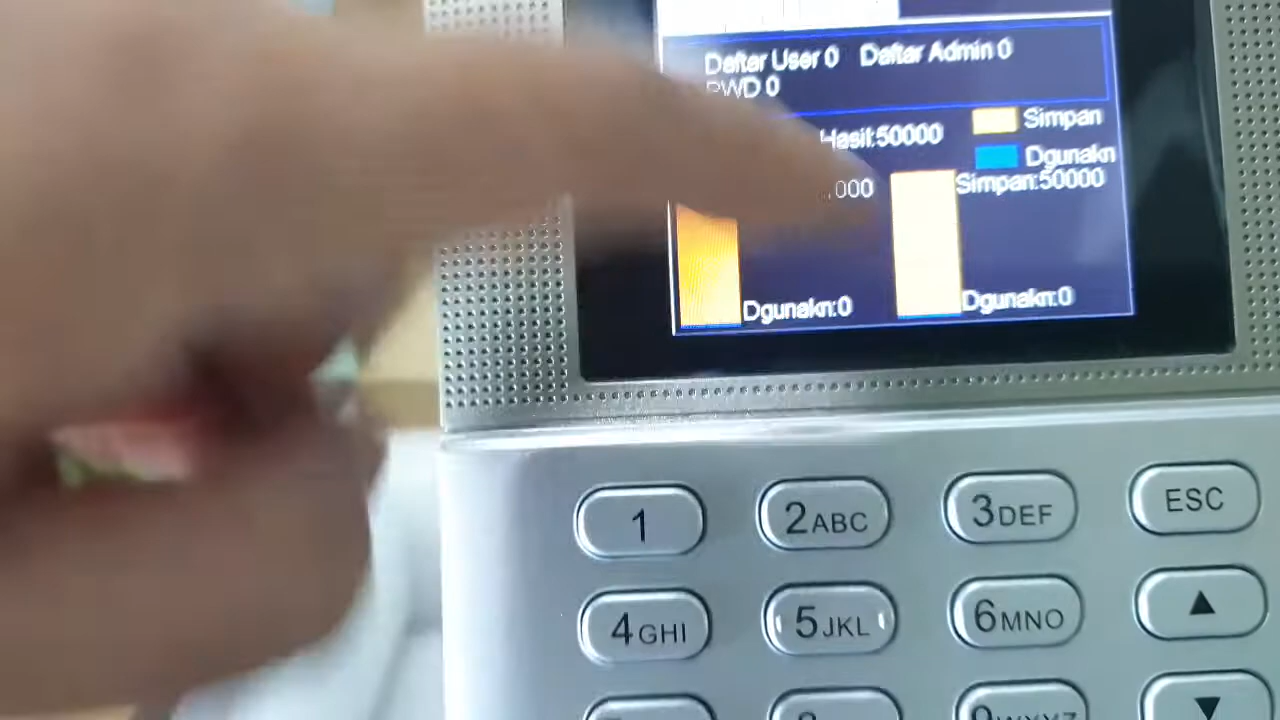 Daftar User 0 Daftar Admin 0
PWD 0
Hasil:50000
Simpan
Dgunakn
000
Simpan:50000
Dgunakn:0
Dgunakn:0
1
2ABC
3DEF
ESC
4GHI
5JKL
6MNO
▲
9WXYZ
▼